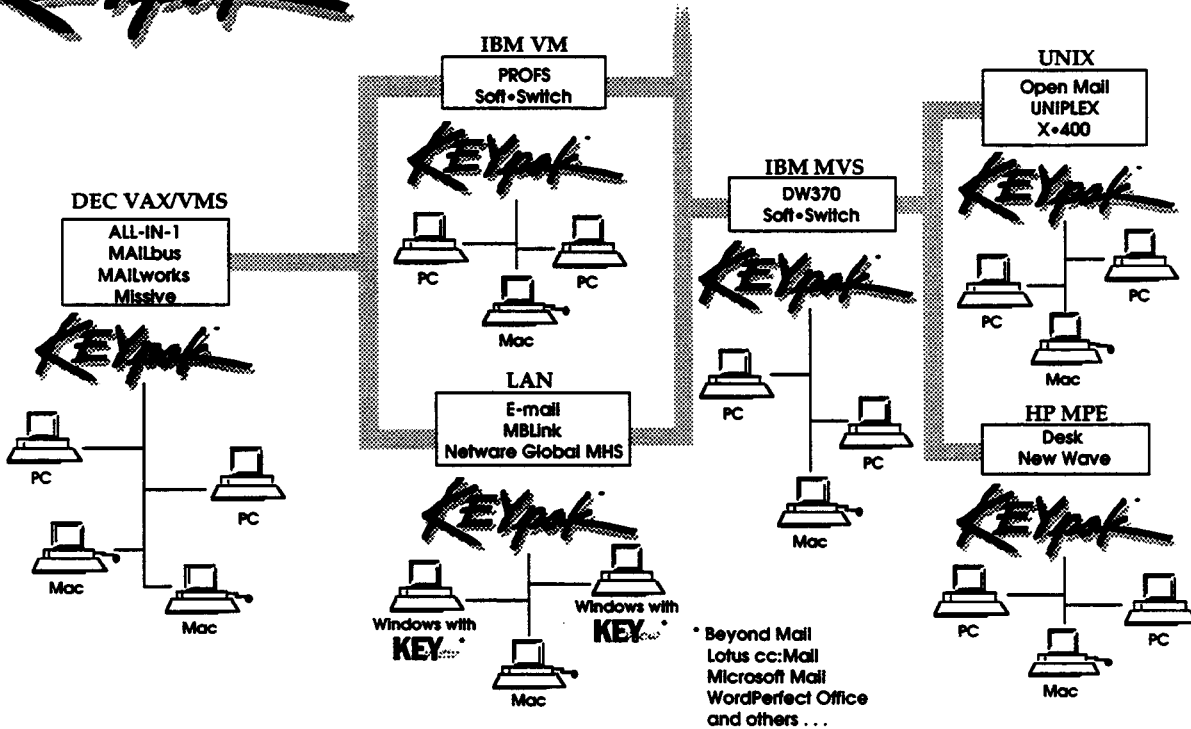 KEYpak
IBM VM
PROFS
Soft•Switch
KEYpak
PC
PC
Mac
DEC VAX/VMS
ALL-IN-1
MAILbus
MAILworks
Missive
KEYpak
PC
PC
Mac
Mac
LAN
E-mail
MBLink
Netware Global MHS
KEYpak
Windows with
KEY
*
Windows with
KEY
*
Mac
IBM MVS
DW370
Soft•Switch
KEYpak
PC
PC
Mac
* Beyond Mail
Lotus cc:Mail
Microsoft Mail
WordPerfect Office
and others . . .
UNIX
Open Mail
UNIPLEX
X•400
KEYpak
PC
PC
Mac
HP MPE
Desk
New Wave
KEYpak
PC
PC
Mac